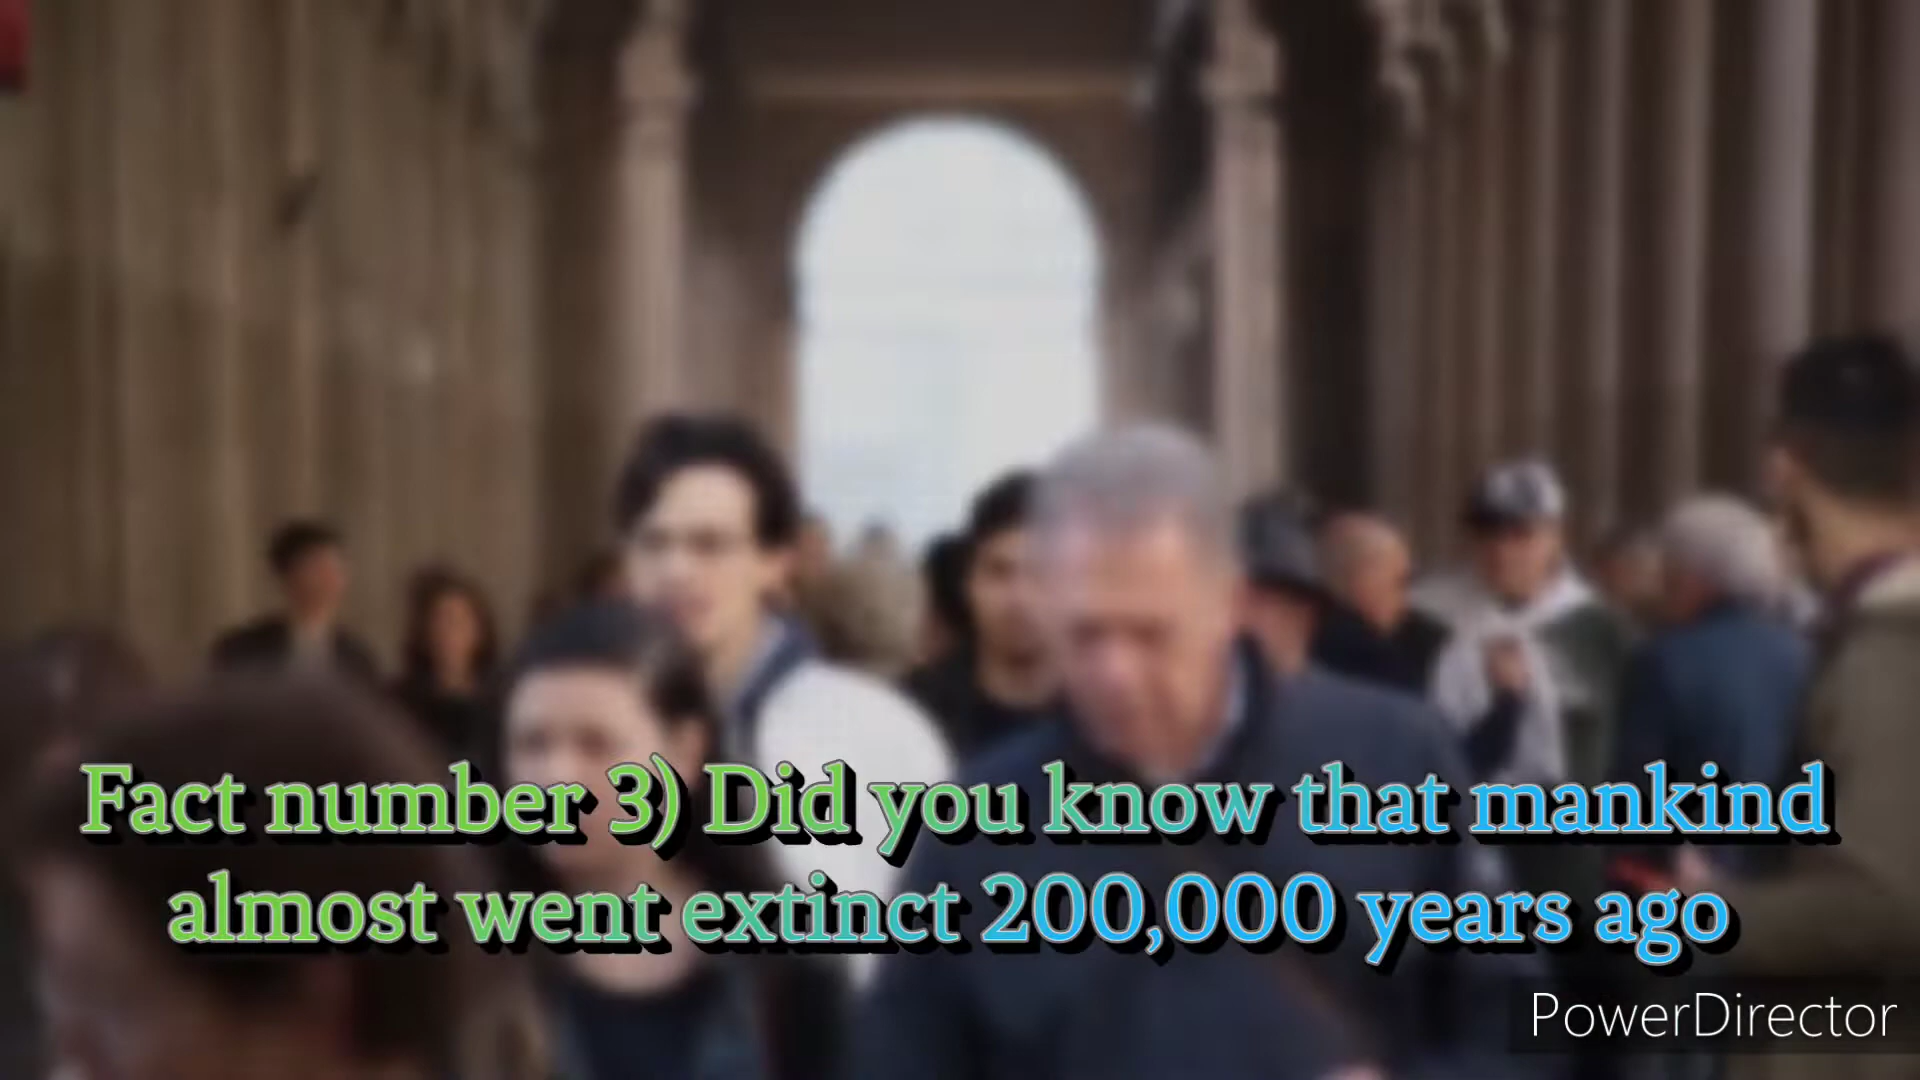 Fact number 3) Did you know that mankind
almost went extinct 200,000 years ago
PowerDirector